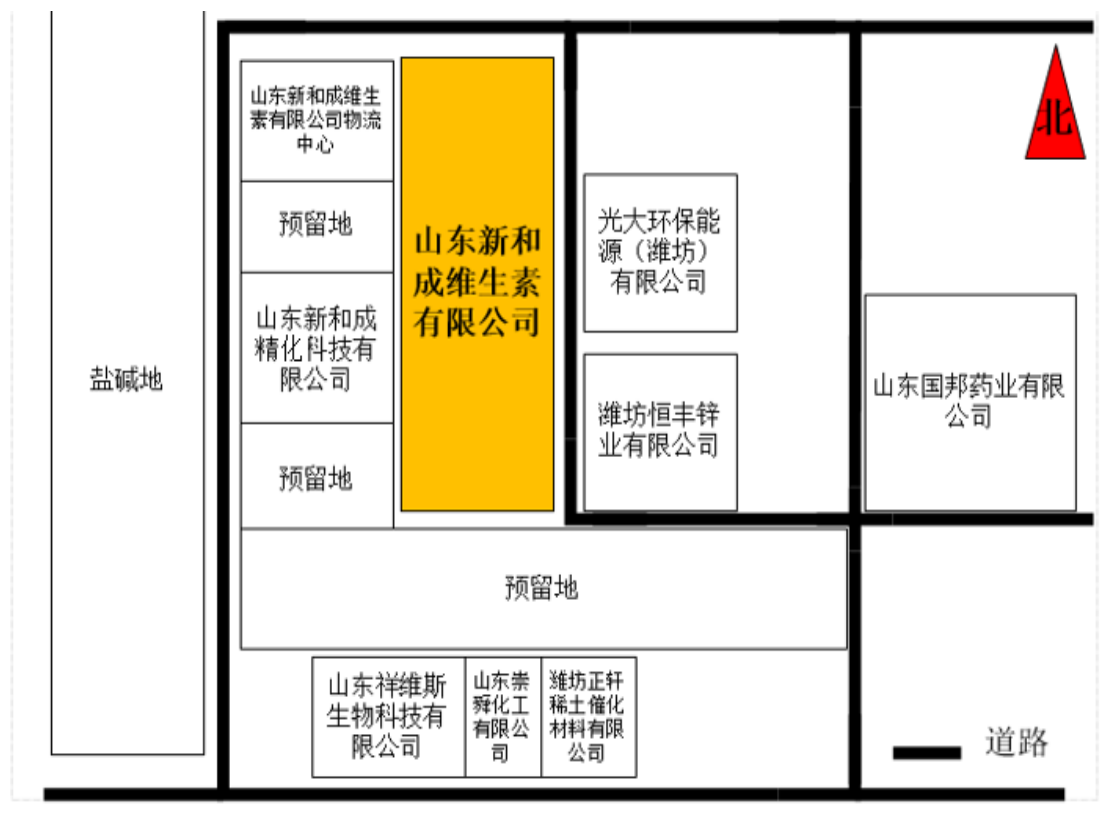 山东新和成维生
素有限公司物流
中心
北
预留地
光大环保能
源（潍坊）
有限公司
山东新和
成维生素
有限公司
山东新和成
精化科技有
限公司
盐碱地
山东国邦药业有限
公司
潍坊恒丰锌
业有限公司
预留地
预留地
山东祥维斯
生物科技有
限公司
山东崇
舜化工
有限公
司
潍坊正轩
稀土催化
材料有限
公司
道路